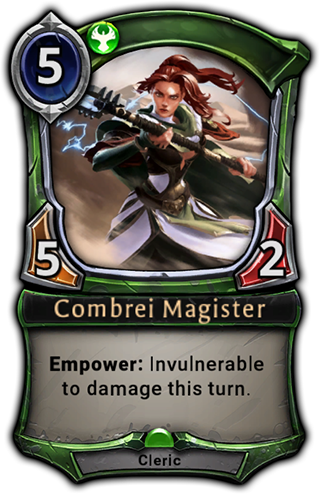 5
5
2
Combrei Magister
Empower: Invulnerable
to damage this turn.
Cleric